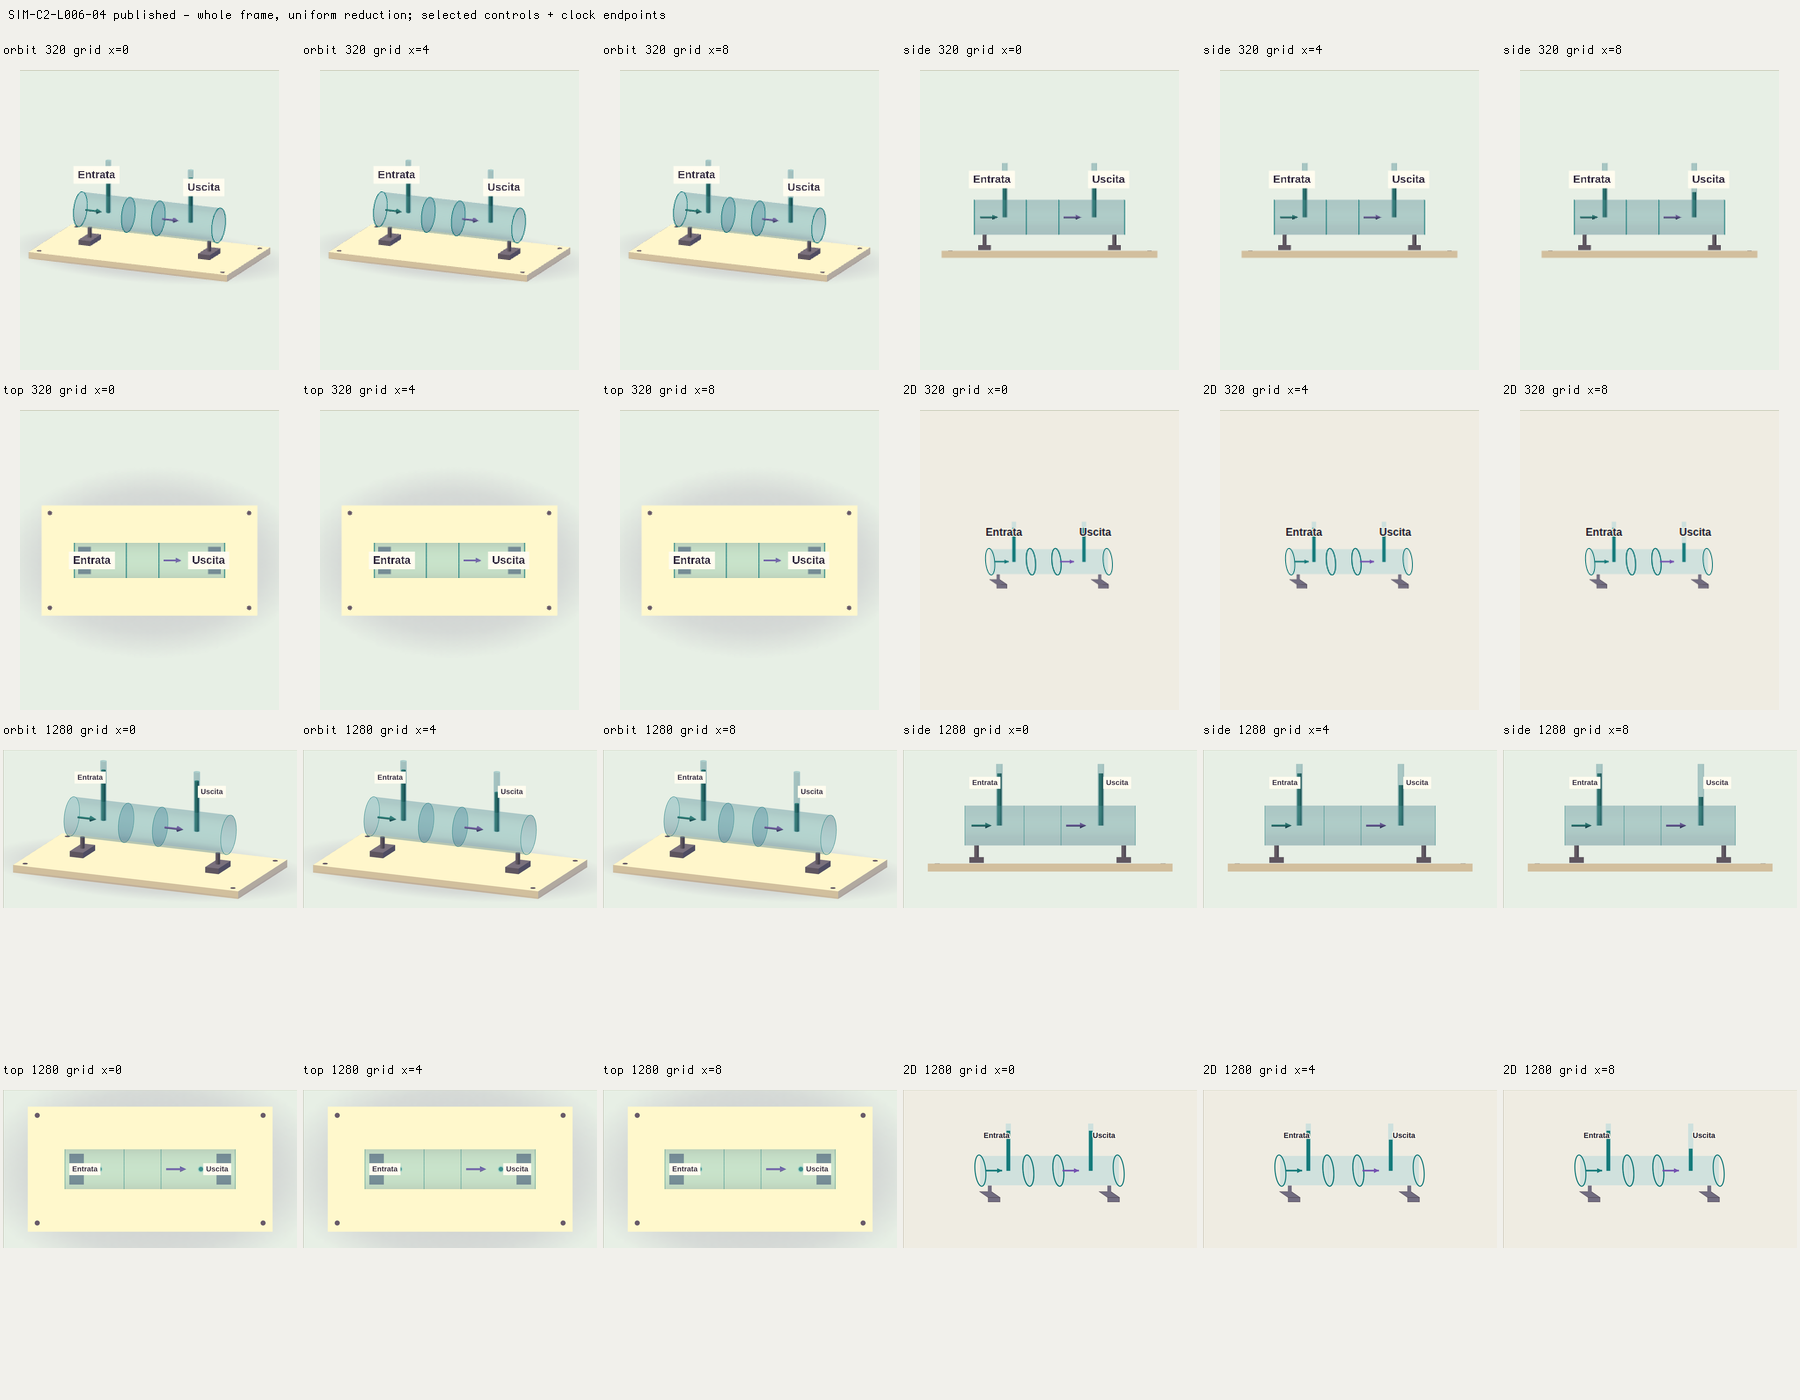 SIM-C2-L006-04 published — whole frame, uniform reduction; selected controls + clock endpoints
orbit 320 grid x=0
orbit 320 grid x=4
orbit 320 grid x=8
side 320 grid x=0
side 320 grid x=4
side 320 grid x=8
Entrata
Uscita
Entrata
Uscita
Entrata
Uscita
Entrata
Uscita
Entrata
Uscita
Entrata
Uscita
top 320 grid x=0
top 320 grid x=4
top 320 grid x=8
2D 320 grid x=0
2D 320 grid x=4
2D 320 grid x=8
Entrata
Uscita
Entrata
Uscita
Entrata
Uscita
Entrata
Uscita
Entrata
Uscita
Entrata
Uscita
orbit 1280 grid x=0
orbit 1280 grid x=4
orbit 1280 grid x=8
side 1280 grid x=0
side 1280 grid x=4
side 1280 grid x=8
Entrata
Uscita
Entrata
Uscita
Entrata
Uscita
Entrata
Uscita
Entrata
Uscita
Entrata
Uscita
top 1280 grid x=0
top 1280 grid x=4
top 1280 grid x=8
2D 1280 grid x=0
2D 1280 grid x=4
2D 1280 grid x=8
Entrata
Uscita
Entrata
Uscita
Entrata
Uscita
Entrata
Uscita
Entrata
Uscita
Entrata
Uscita